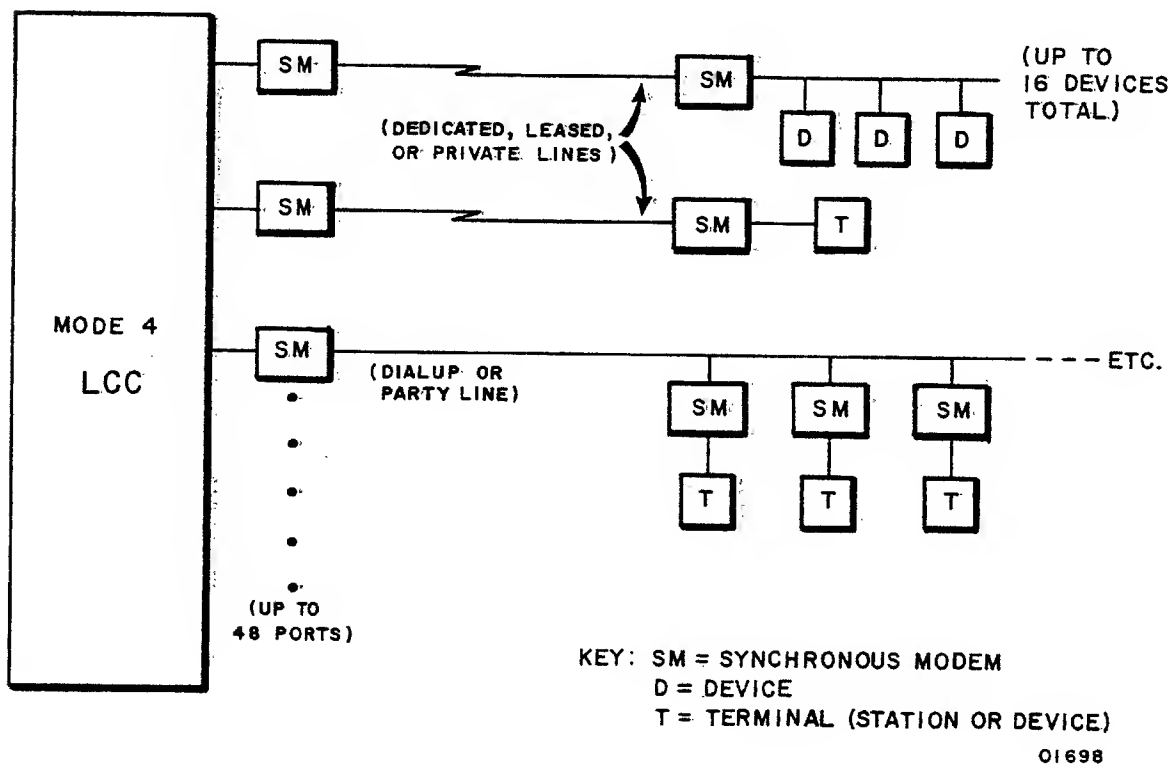 SM
SM
(UP TO
16 DEVICES
TOTAL)
D D D
(DEDICATED, LEASED,
OR PRIVATE LINES)
SM
SM
T
MODE 4
LCC
SM
(DIALUP OR
PARTY LINE)
--- ETC.
SM SM SM
T T T
(UP TO
48 PORTS)
KEY: SM = SYNCHRONOUS MODEM
D = DEVICE
T = TERMINAL (STATION OR DEVICE)
01698